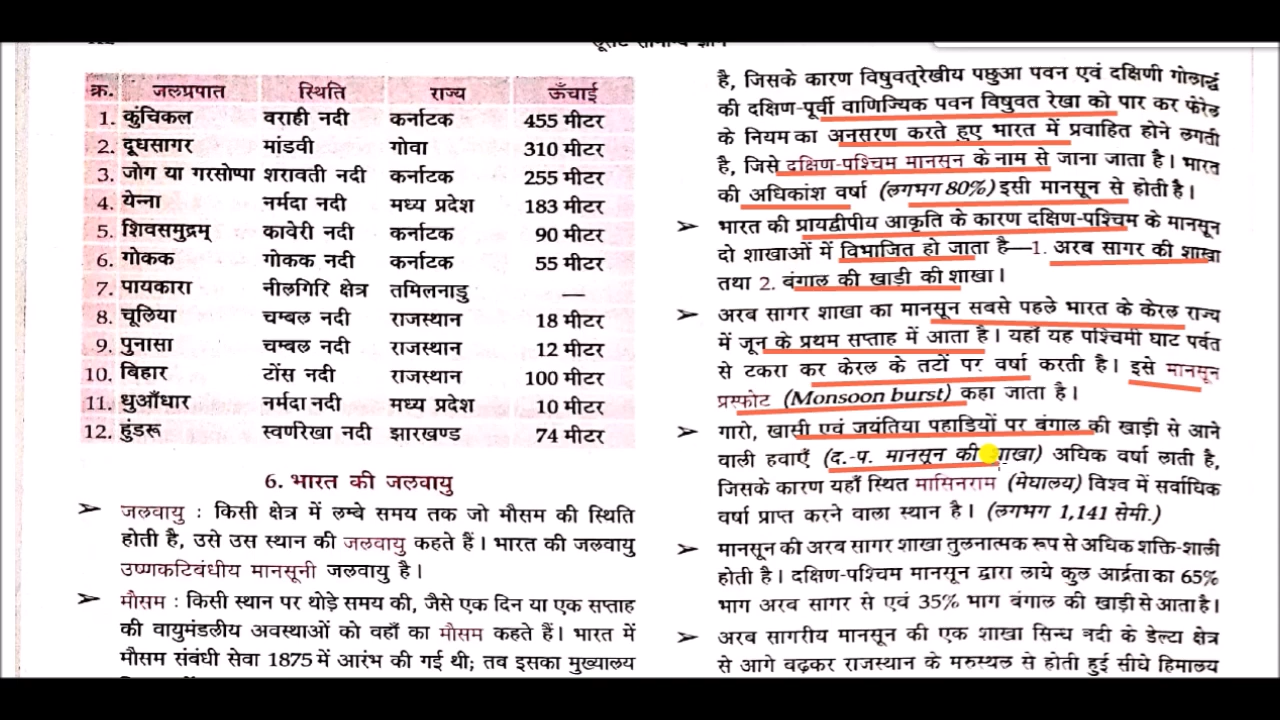 लूसेंट सामान्य ज्ञान
क्र. जलप्रपात स्थिति राज्य ऊँचाई
1. कुंचिकल वराही नदी कर्नाटक 455 मीटर
2. दूधसागर मांडवी गोवा 310 मीटर
3. जोग या गरसोप्पा शरावती नदी कर्नाटक 255 मीटर
4. येन्ना नर्मदा नदी मध्य प्रदेश 183 मीटर
5. शिवसमुद्रम् कावेरी नदी कर्नाटक 90 मीटर
6. गोकक गोकक नदी कर्नाटक 55 मीटर
7. पायकारा नीलगिरि क्षेत्र तमिलनाडु —
8. चूलिया चम्बल नदी राजस्थान 18 मीटर
9. पुनासा चम्बल नदी राजस्थान 12 मीटर
10. बिहार टोंस नदी राजस्थान 100 मीटर
11. धुआँधार नर्मदा नदी मध्य प्रदेश 10 मीटर
12. हुंडरू स्वर्णरेखा नदी झारखण्ड 74 मीटर
6. भारत की जलवायु
➢ जलवायु : किसी क्षेत्र में लम्बे समय तक जो मौसम की स्थिति
होती है, उसे उस स्थान की जलवायु कहते हैं। भारत की जलवायु
उष्णकटिबंधीय मानसूनी जलवायु है।
➢ मौसम : किसी स्थान पर थोड़े समय की, जैसे एक दिन या एक सप्ताह
की वायुमंडलीय अवस्थाओं को वहाँ का मौसम कहते हैं। भारत में
मौसम संबंधी सेवा 1875 में आरंभ की गई थी; तब इसका मुख्यालय
है, जिसके कारण विषुवत्रेखीय पछुआ पवन एवं दक्षिणी गोलार्द्ध
की दक्षिण-पूर्वी वाणिज्यिक पवन विषुवत रेखा को पार कर फेरेल
के नियम का अनुसरण करते हुए भारत में प्रवाहित होने लगती
है, जिसे दक्षिण-पश्चिम मानसून के नाम से जाना जाता है। भारत
की अधिकांश वर्षा (लगभग 80%) इसी मानसून से होती है।
➢ भारत की प्रायद्वीपीय आकृति के कारण दक्षिण-पश्चिम के मानसून
दो शाखाओं में विभाजित हो जाता है—1. अरब सागर की शाखा
तथा 2. बंगाल की खाड़ी की शाखा।
➢ अरब सागर शाखा का मानसून सबसे पहले भारत के केरल राज्य
में जून के प्रथम सप्ताह में आता है। यहाँ यह पश्चिमी घाट पर्वत
से टकरा कर केरल के तटों पर वर्षा करती है। इसे मानसून
प्रस्फोट (Monsoon burst) कहा जाता है।
➢ गारो, खासी एवं जयंतिया पहाडियों पर बंगाल की खाड़ी से आने
वाली हवाएँ (द.-प. मानसून की शाखा) अधिक वर्षा लाती है,
जिसके कारण यहाँ स्थित मासिनराम (मेघालय) विश्व में सर्वाधिक
वर्षा प्राप्त करने वाला स्थान है। (लगभग 1,141 सेमी.)
➢ मानसून की अरब सागर शाखा तुलनात्मक रूप से अधिक शक्ति-शाली
होती है। दक्षिण-पश्चिम मानसून द्वारा लाये कुल आर्द्रता का 65%
भाग अरब सागर से एवं 35% भाग बंगाल की खाड़ी से आता है।
➢ अरब सागरीय मानसून की एक शाखा सिन्ध नदी के डेल्टा क्षेत्र
से आगे बढ़कर राजस्थान के मरुस्थल से होती हुई सीधे हिमालय